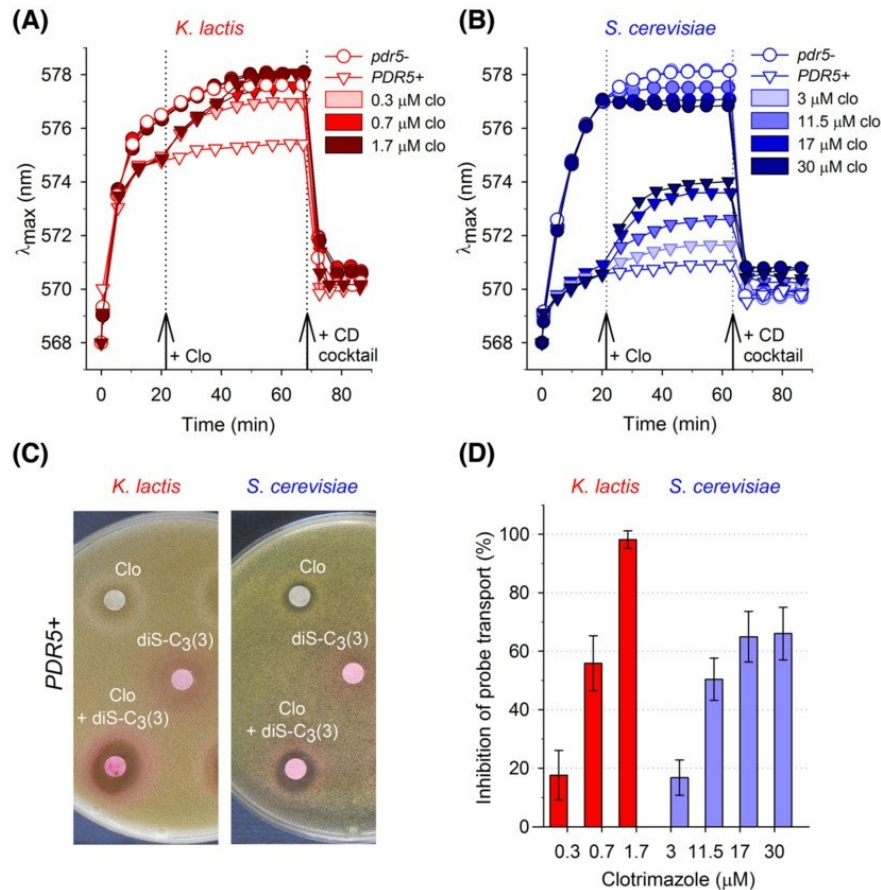 (A)
K. lactis
λmax (nm)
578
576
574
572
570
568
pdr5-
PDR5+
0.3 μM clo
0.7 μM clo
1.7 μM clo
+ Clo
+ CD
cocktail
0 20 40 60 80
Time (min)
(B)
S. cerevisiae
λmax (nm)
578
576
574
572
570
568
pdr5-
PDR5+
3 μM clo
11.5 μM clo
17 μM clo
30 μM clo
+ Clo
+ CD
cocktail
0 20 40 60 80
Time (min)
(C)
K. lactis S. cerevisiae
PDR5+
Clo
diS-C3(3)
Clo
+ diS-C3(3)
Clo
diS-C3(3)
Clo
+ diS-C3(3)
(D)
K. lactis S. cerevisiae
Inhibition of probe transport (%)
100
80
60
40
20
0
0.3 0.7 1.7 3 11.5 17 30
Clotrimazole (μM)